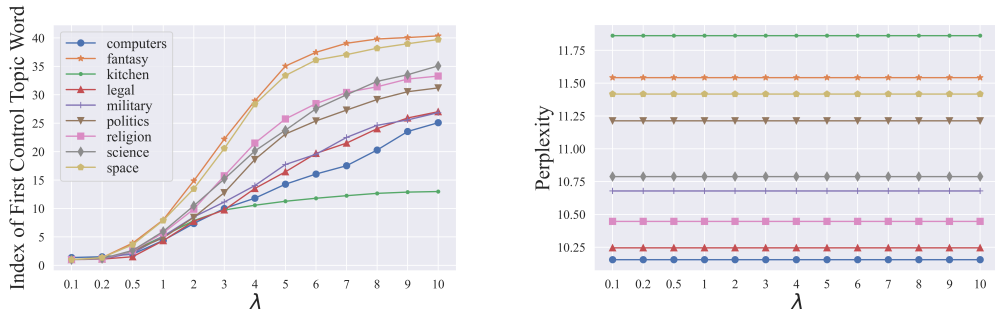 Index of First Control Topic Word
40
35
30
25
20
15
10
5
0
computers
fantasy
kitchen
legal
military
politics
religion
science
space
0.1 0.2 0.5 1 2 3 4 5 6 7 8 9 10
λ
Perplexity
11.75
11.50
11.25
11.00
10.75
10.50
10.25
0.1 0.2 0.5 1 2 3 4 5 6 7 8 9 10
λ